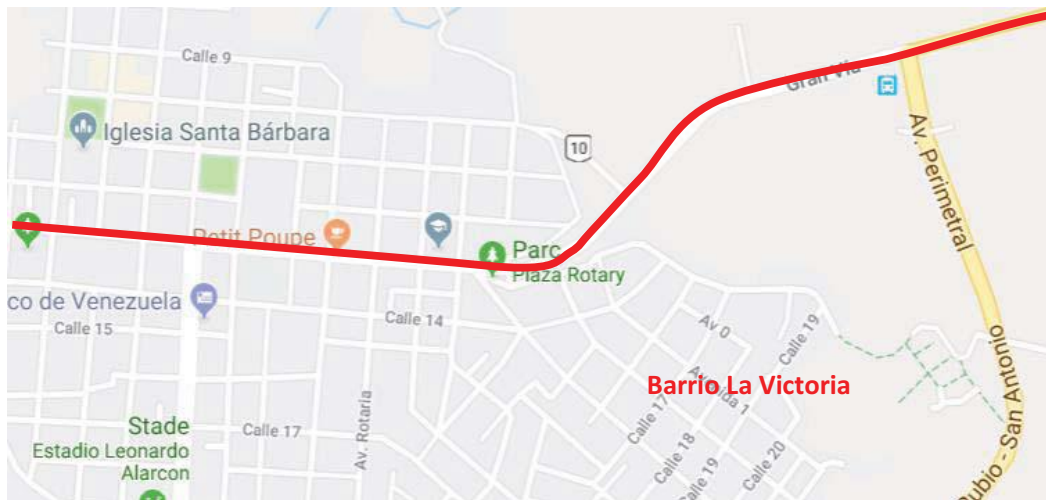 Calle 9
Iglesia Santa Bárbara
10
Gran Vía
Av. Perimetral
Petit Poupe
Parc
Plaza Rotary
co de Venezuela
Calle 15
Calle 14
Av 0
Calle 19
Barrio La Victoria
Avenida 1
Calle 17
Stade
Estadio Leonardo
Alarcon
Calle 17
Av. Rotaria
Calle 18
Calle 19
Calle 20
ubio - San Antonio